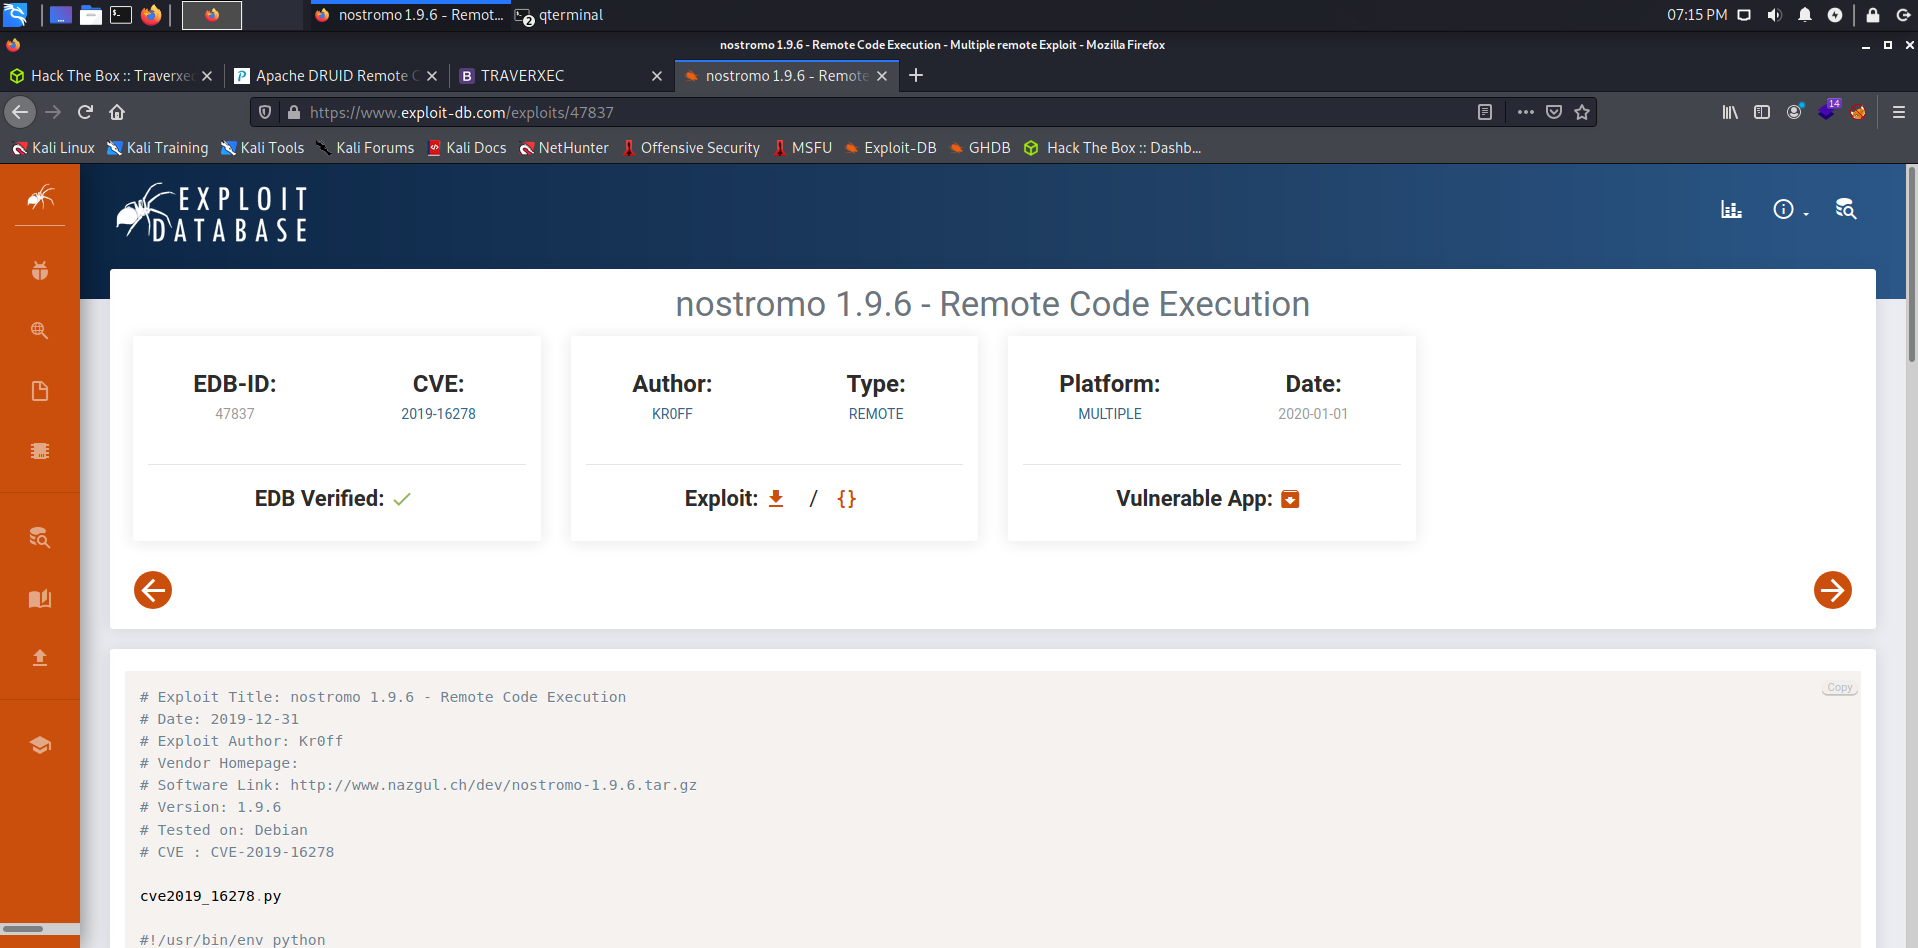 nostromo 1.9.6 - Remot...
2 qterminal
07:15 PM
nostromo 1.9.6 - Remote Code Execution - Multiple remote Exploit - Mozilla Firefox
Hack The Box :: Traverxec
Apache DRUID Remote C
TRAVERXEC
nostromo 1.9.6 - Remote
https://www.exploit-db.com/exploits/47837
14
Kali Linux
Kali Training
Kali Tools
Kali Forums
Kali Docs
NetHunter
Offensive Security
MSFU
Exploit-DB
GHDB
Hack The Box :: Dashb...
EXPLOIT
DATABASE
nostromo 1.9.6 - Remote Code Execution
EDB-ID:
47837
CVE:
2019-16278
EDB Verified:
Author:
KR0FF
Type:
REMOTE
Exploit: / {}
Platform:
MULTIPLE
Date:
2020-01-01
Vulnerable App:
Copy
# Exploit Title: nostromo 1.9.6 - Remote Code Execution
# Date: 2019-12-31
# Exploit Author: Kr0ff
# Vendor Homepage:
# Software Link: http://www.nazgul.ch/dev/nostromo-1.9.6.tar.gz
# Version: 1.9.6
# Tested on: Debian
# CVE : CVE-2019-16278
cve2019_16278.py
#!/usr/bin/env python